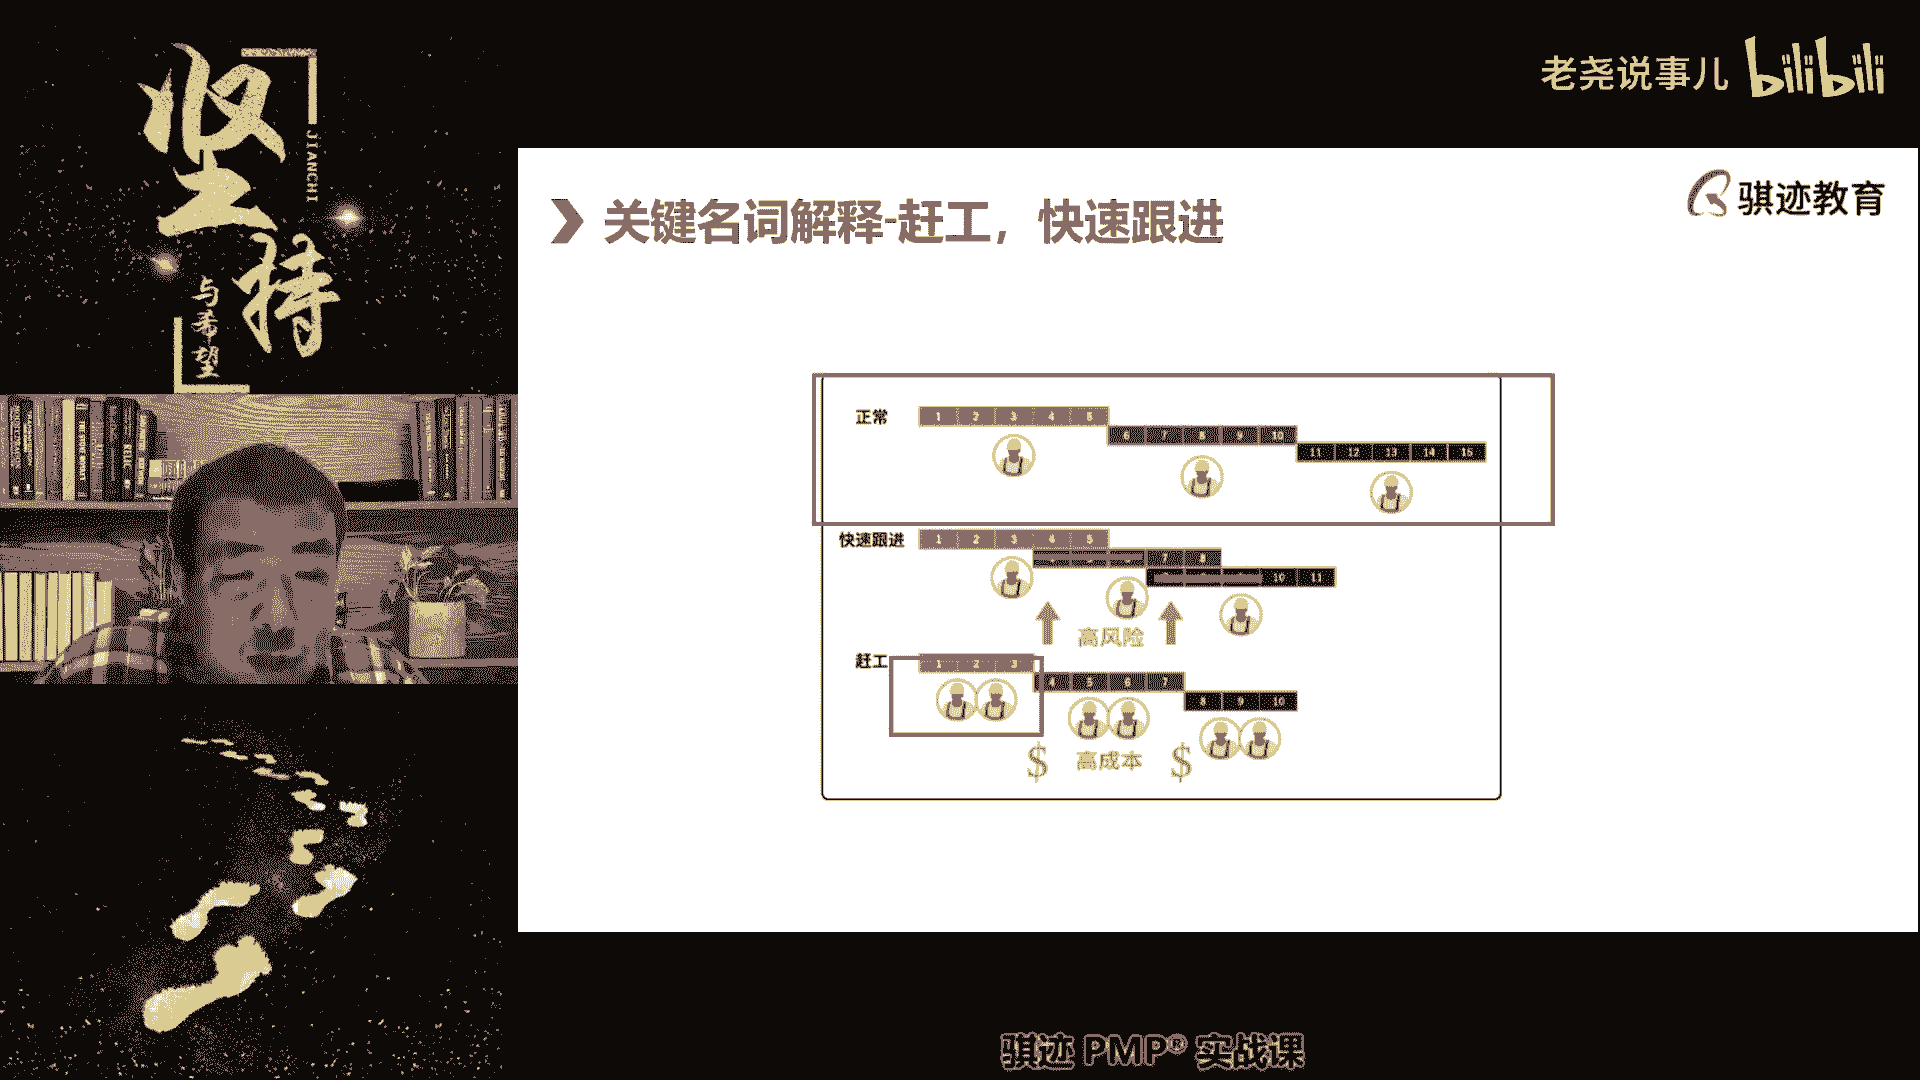 坚持
JIANCHI
与希望
老尧说事儿 bilibili
骐迹教育
关键名词解释-赶工，快速跟进
正常
1 2 3 4 5
6 7 8 9 10
11 12 13 14 15
快速跟进
1 2 3 4 5
7 8
10 11
高风险
赶工
1 2 3
4 5 6 7
8 9 10
$ 高成本 $
骐迹 PMP® 实战课